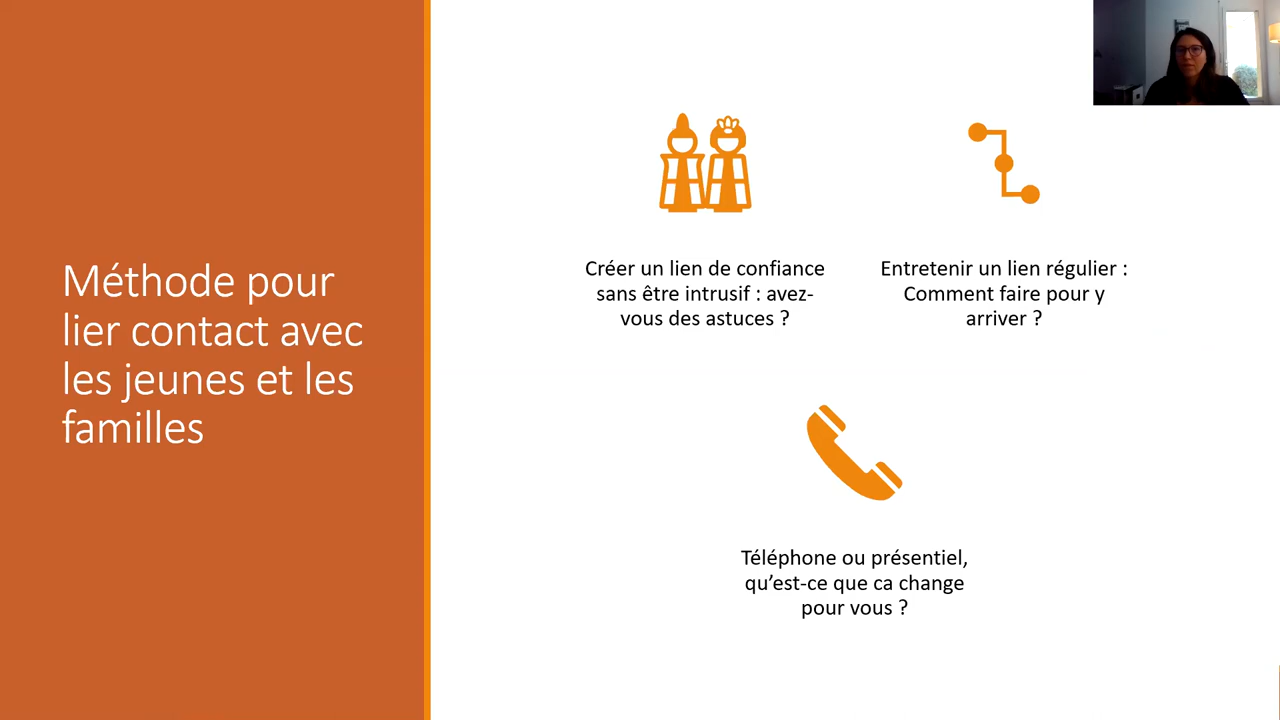 Méthode pour
lier contact avec
les jeunes et les
familles
Créer un lien de confiance
sans être intrusif : avez-
vous des astuces ?
Entretenir un lien régulier :
Comment faire pour y
arriver ?
Téléphone ou présentiel,
qu’est-ce que ca change
pour vous ?